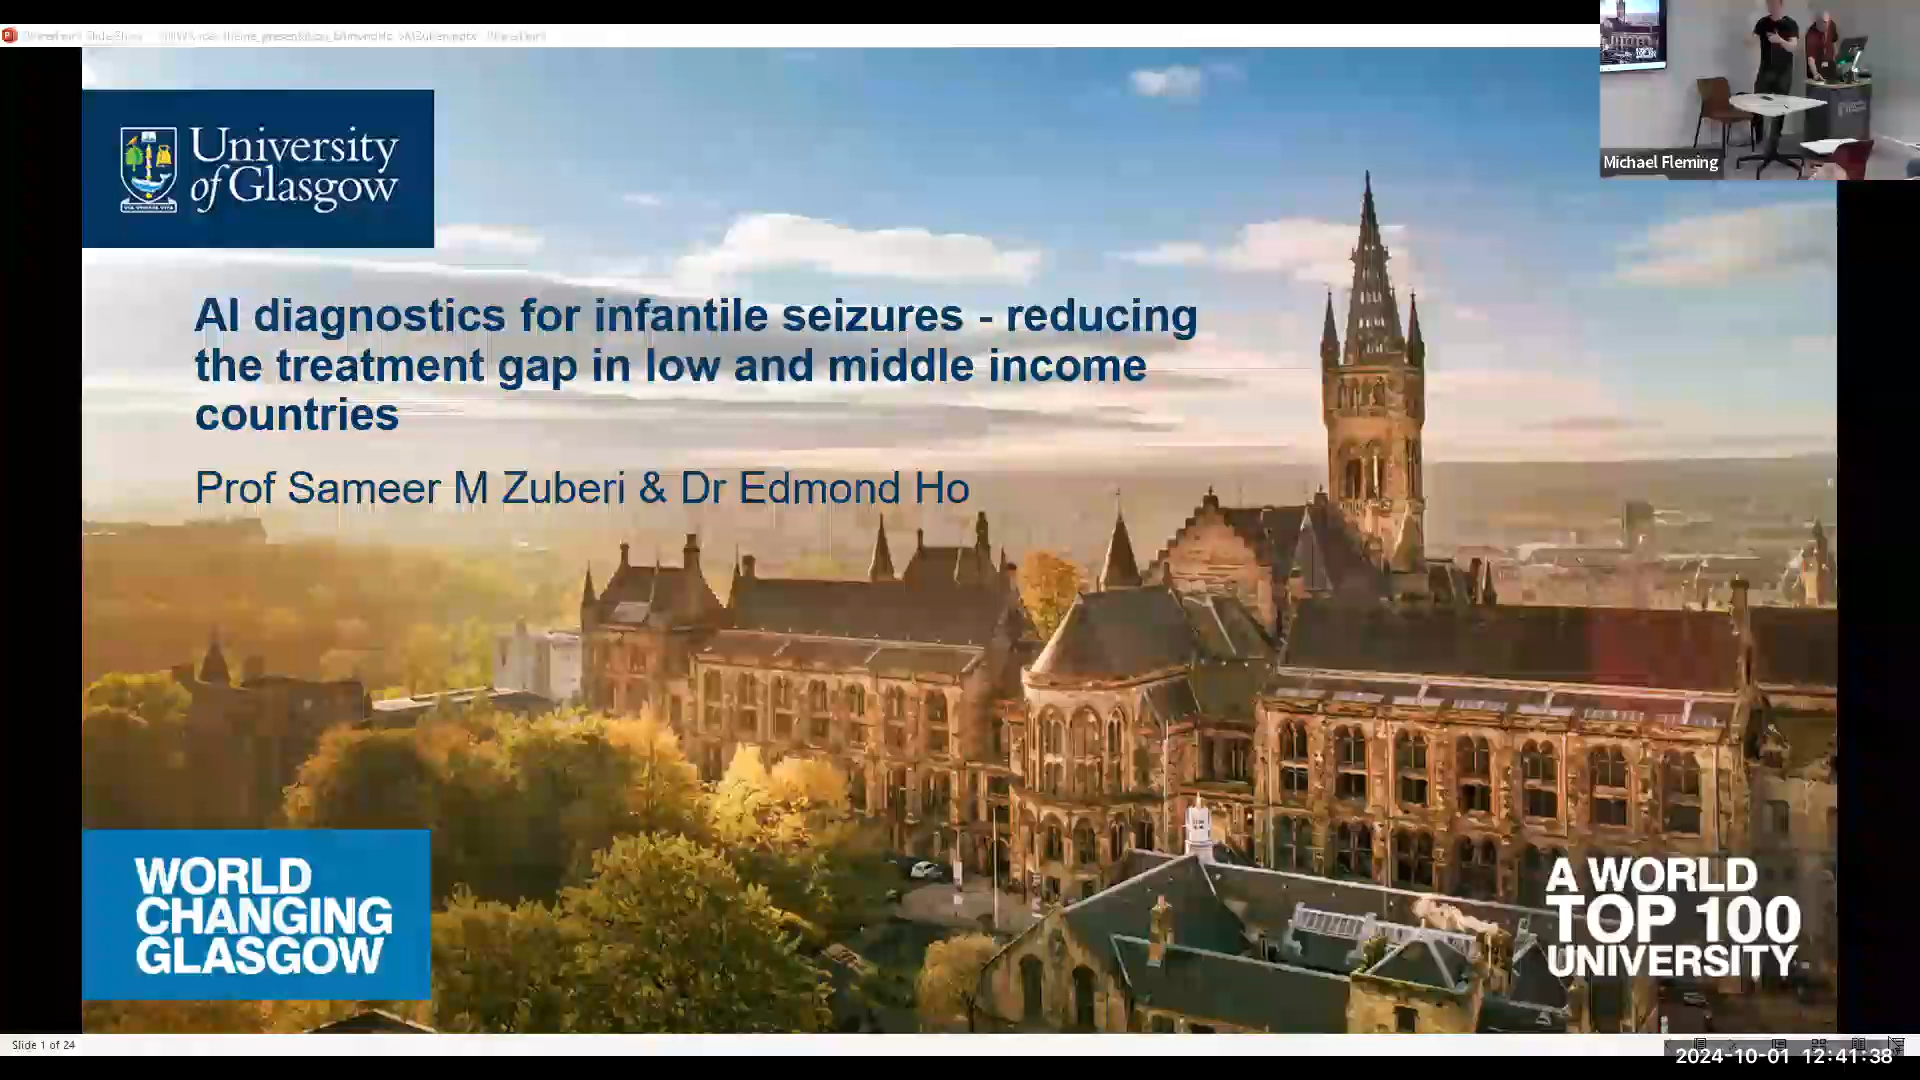 University
of Glasgow
AI diagnostics for infantile seizures - reducing
the treatment gap in low and middle income
countries
Prof Sameer M Zuberi & Dr Edmond Ho
WORLD
CHANGING
GLASGOW
A WORLD
TOP 100
UNIVERSITY
Michael Fleming
Slide 1 of 24
2024-10-01 12:41:38